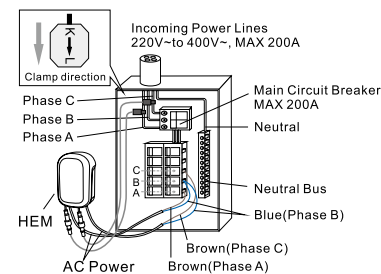 K
L
Clamp direction
Incoming Power Lines
220V~to 400V~, MAX 200A
Phase C
Phase B
Phase A
Main Circuit Breaker
MAX 200A
Neutral
C
B
A
Neutral Bus
HEM
Blue(Phase B)
AC Power
Brown(Phase C)
Brown(Phase A)